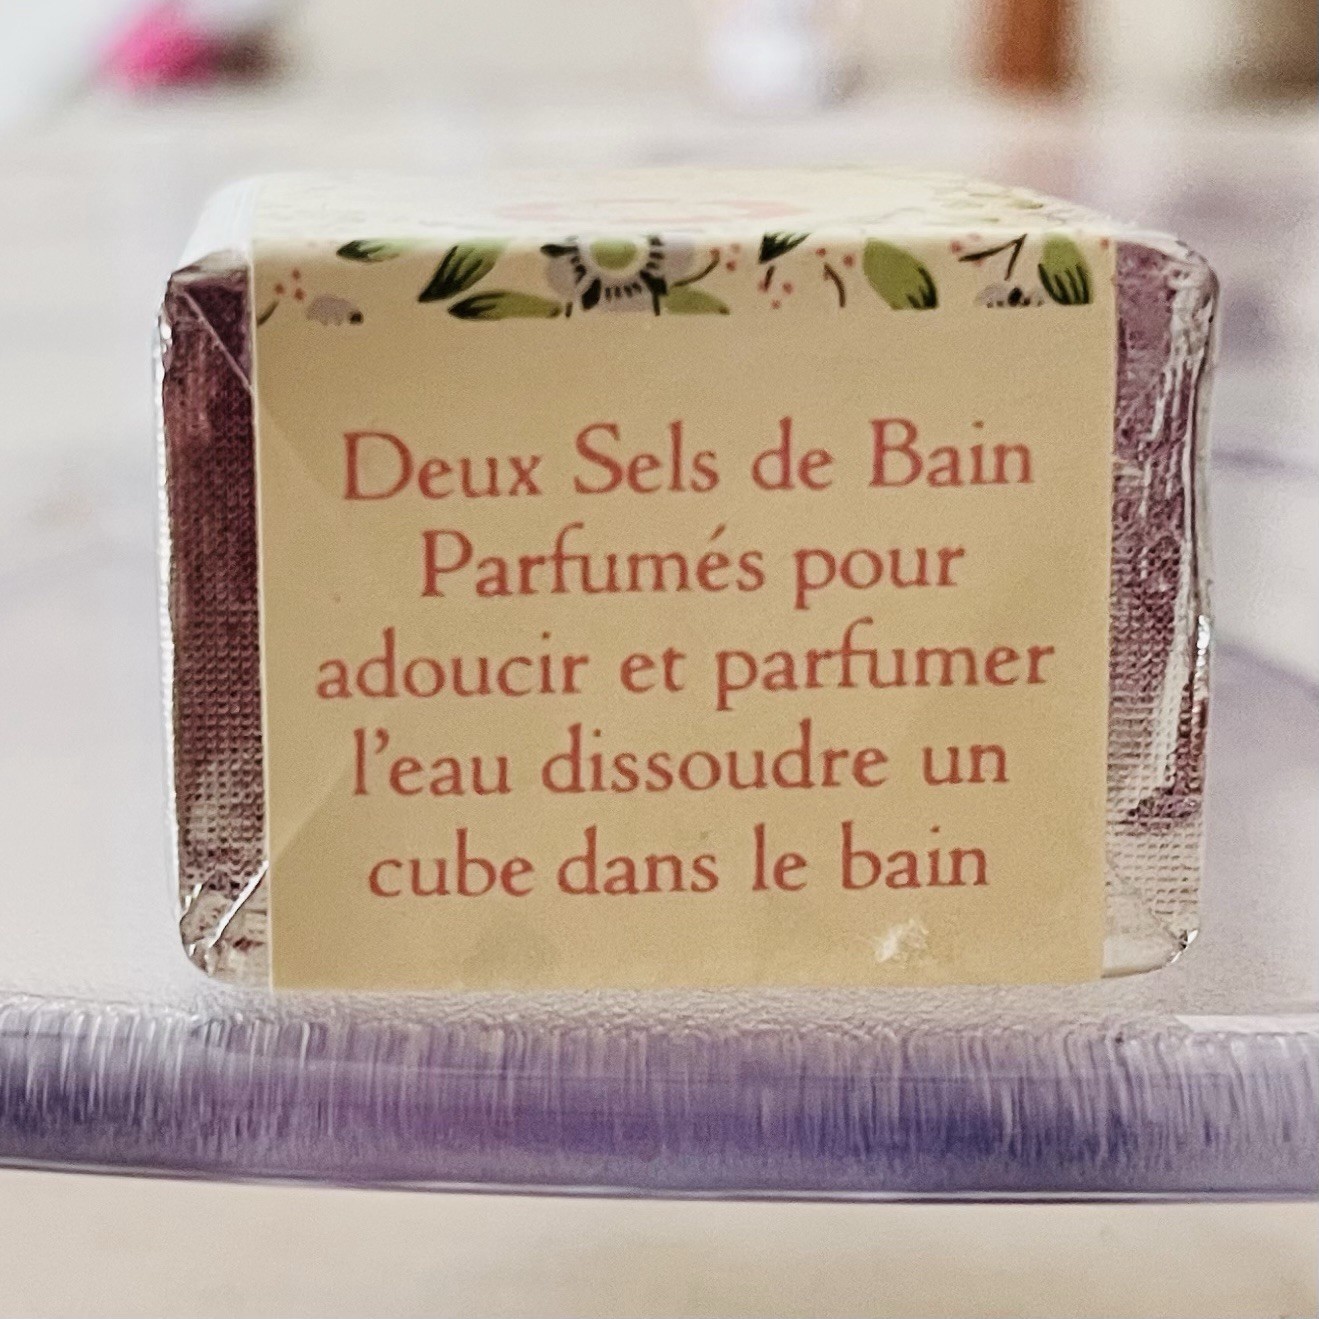 Deux Sels de Bain
Parfumés pour
adoucir et parfumer
l'eau dissoudre un
cube dans le bain